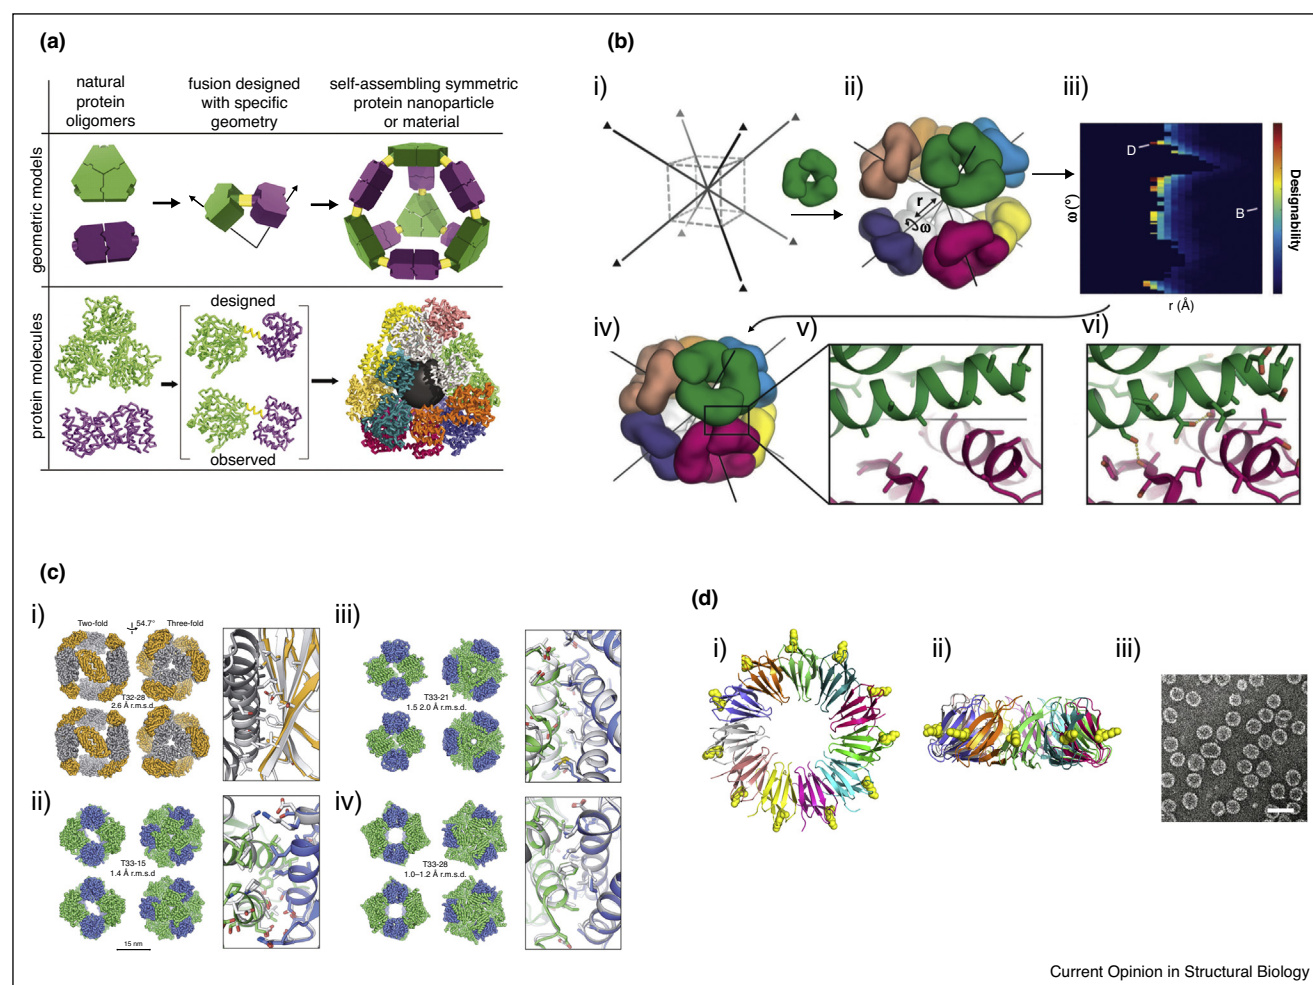 (a)
natural
protein
oligomers
fusion designed
with specific
geometry
self-assembling symmetric
protein nanoparticle
or material
geometric models
protein molecules
designed
observed
(b)
i)
ii)
r
ω
iii)
D
B
ω (°)
r (Å)
Designability
iv)
v)
vi)
(c)
i)
Two-fold
54.7°
Three-fold
T32-28
2.6 Å r.m.s.d.
ii)
T33-15
1.4 Å r.m.s.d
15 nm
iii)
T33-21
1.5 2.0 Å r.m.s.d.
iv)
T33-28
1.0–1.2 Å r.m.s.d.
(d)
i)
ii)
iii)
Current Opinion in Structural Biology